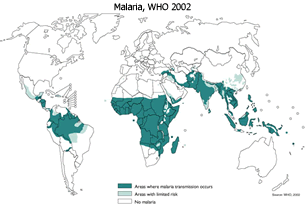 Malaria, WHO 2002
Areas where malaria transmission occurs
Areas with limited risk
No malaria
Source: WHO, 2002